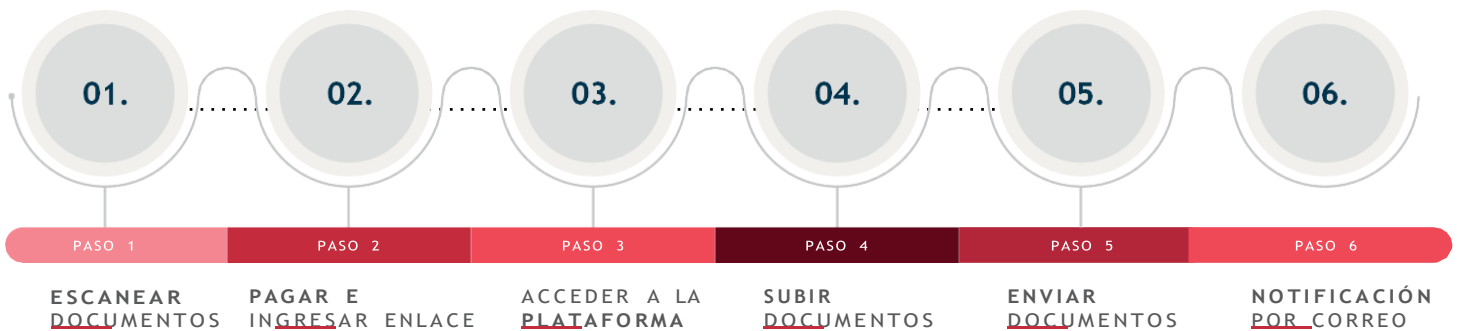 01. 02. 03. 04. 05. 06.
PASO 1 PASO 2 PASO 3 PASO 4 PASO 5 PASO 6
ESCANEAR
DOCUMENTOS
PAGAR E
INGRESAR ENLACE
ACCEDER A LA
PLATAFORMA
SUBIR
DOCUMENTOS
ENVIAR
DOCUMENTOS
NOTIFICACIÓN
POR CORREO